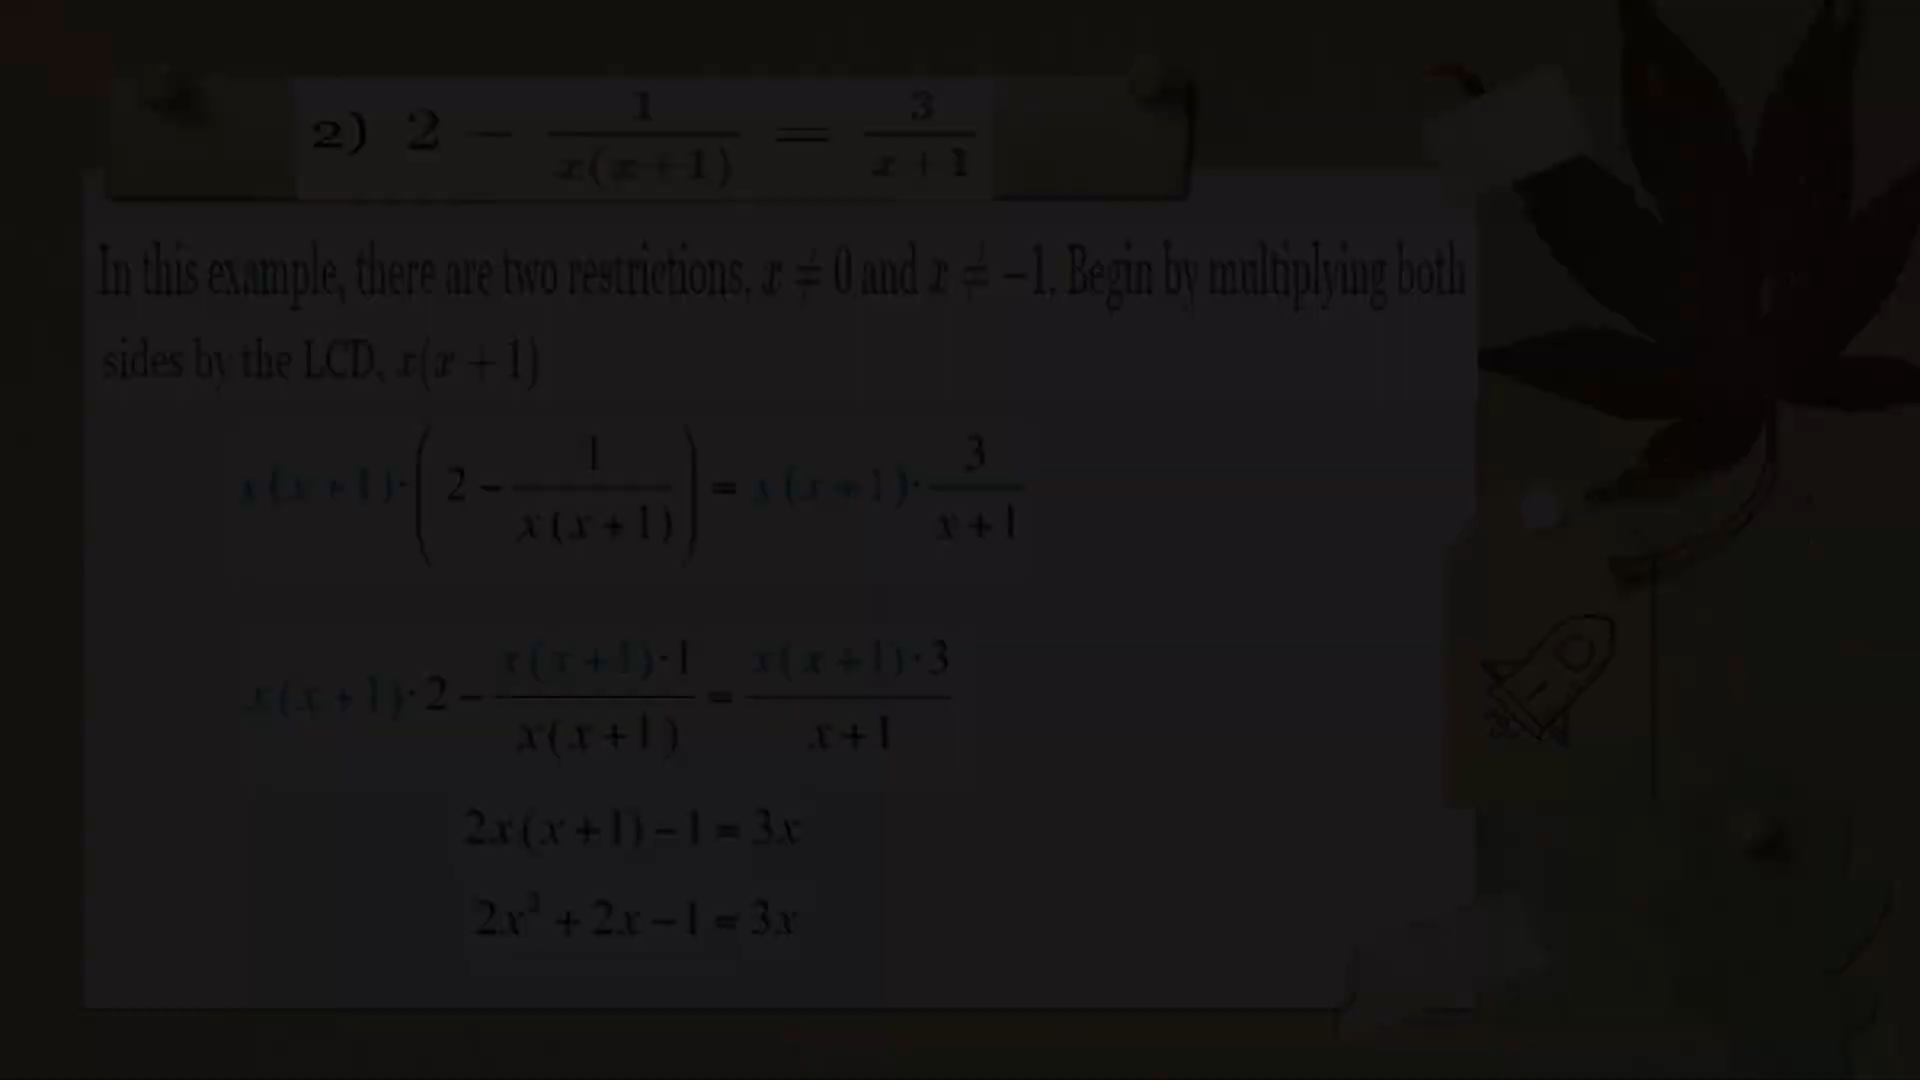 2) 2 − 1/x(x+1) = 3/x+1
In this example, there are two restrictions, x ≠ 0 and x ≠ −1. Begin by multiplying both
sides by the LCD, x(x + 1)
x(x+1)·(2 − 1/x(x+1)) = x(x+1)· 3/x+1
x(x+1)·2 − x(x+1)·1/x(x+1) = x(x+1)·3/x+1
2x(x+1)−1 = 3x
2x² + 2x − 1 = 3x